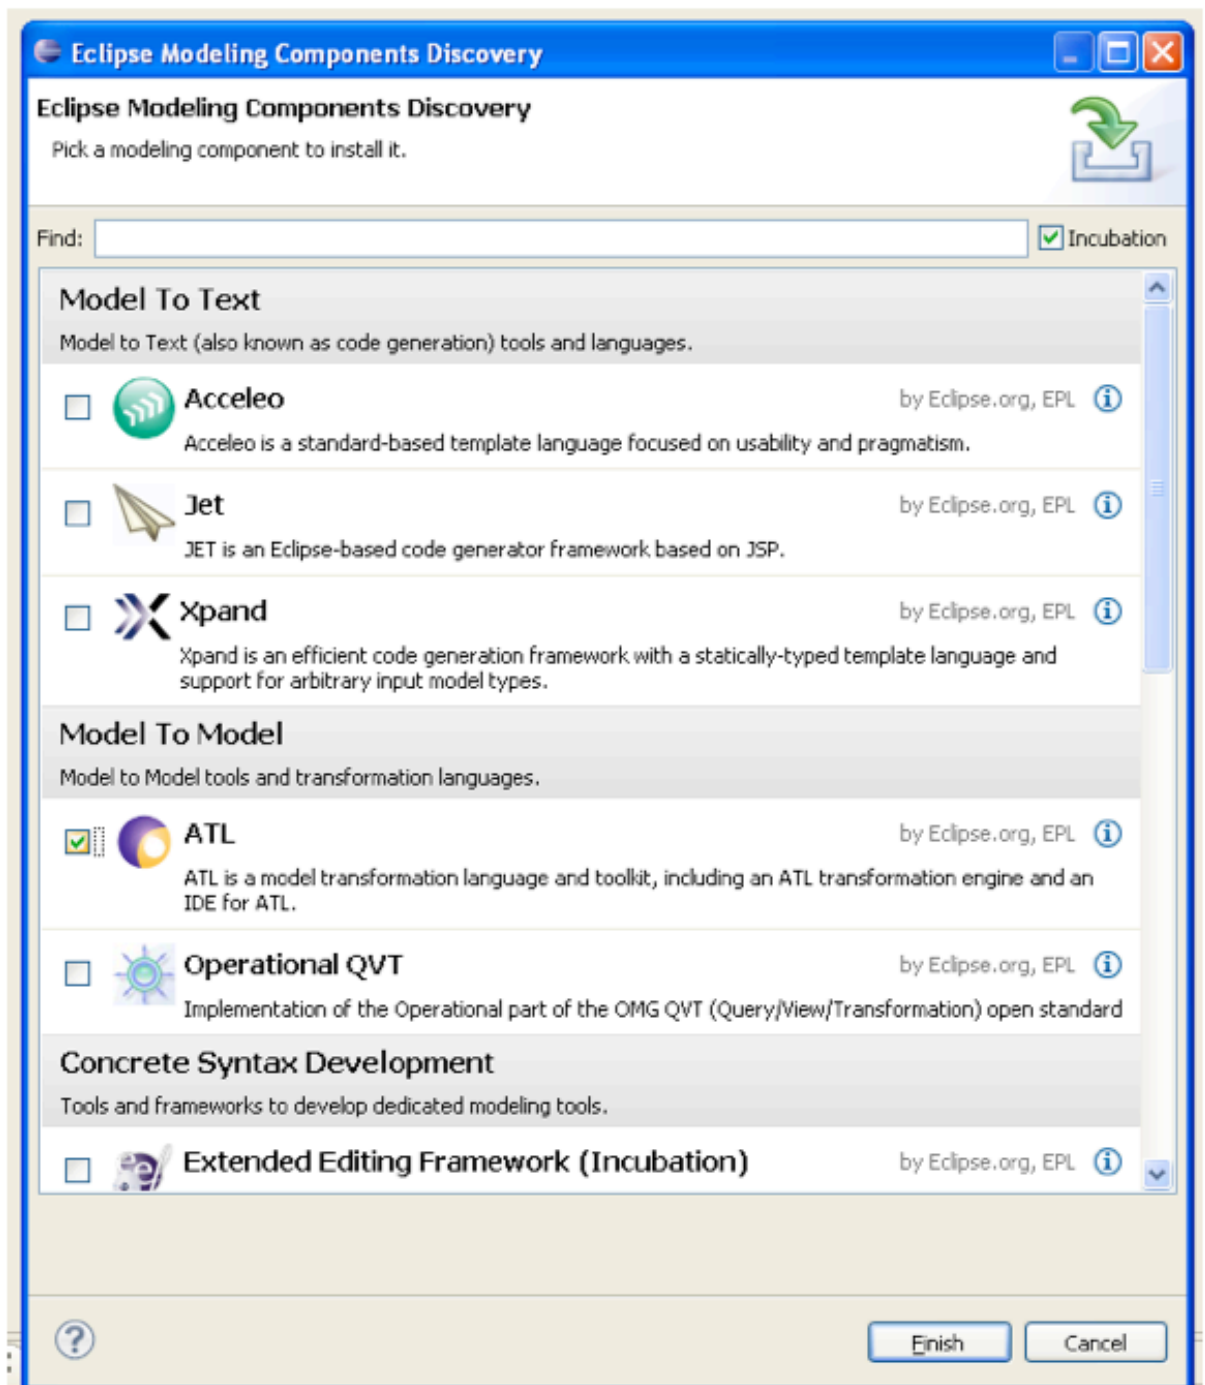 Eclipse Modeling Components Discovery
Eclipse Modeling Components Discovery
Pick a modeling component to install it.
Find:
Incubation
Model To Text
Model to Text (also known as code generation) tools and languages.
Acceleo
by Eclipse.org, EPL
Acceleo is a standard-based template language focused on usability and pragmatism.
Jet
by Eclipse.org, EPL
JET is an Eclipse-based code generator framework based on JSP.
Xpand
by Eclipse.org, EPL
Xpand is an efficient code generation framework with a statically-typed template language and
support for arbitrary input model types.
Model To Model
Model to Model tools and transformation languages.
ATL
by Eclipse.org, EPL
ATL is a model transformation language and toolkit, including an ATL transformation engine and an
IDE for ATL.
Operational QVT
by Eclipse.org, EPL
Implementation of the Operational part of the OMG QVT (Query/View/Transformation) open standard
Concrete Syntax Development
Tools and frameworks to develop dedicated modeling tools.
Extended Editing Framework (Incubation)
by Eclipse.org, EPL
Finish
Cancel